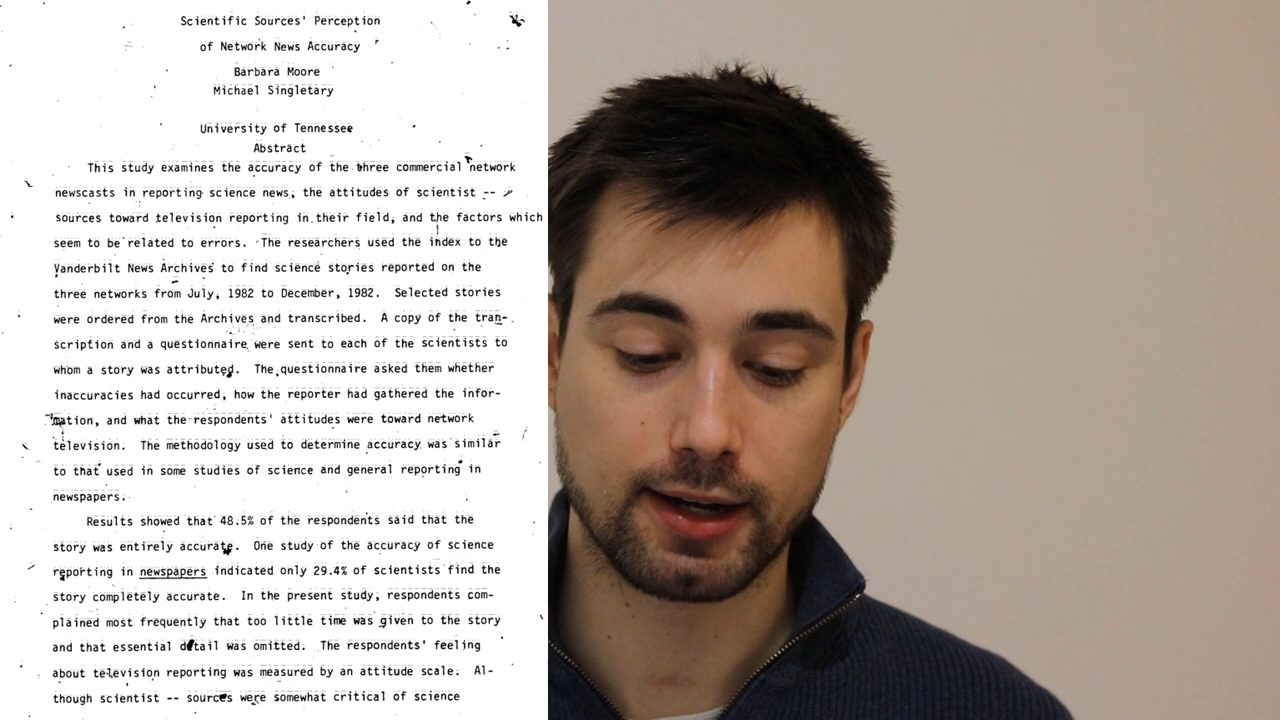 Scientific Sources' Perception
of Network News Accuracy
Barbara Moore
Michael Singletary
University of Tennessee
Abstract
This study examines the accuracy of the three commercial network
newscasts in reporting science news, the attitudes of scientist --
sources toward television reporting in their field, and the factors which
seem to be related to errors. The researchers used the index to the
Vanderbilt News Archives to find science stories reported on the
three networks from July, 1982 to December, 1982. Selected stories
were ordered from the Archives and transcribed. A copy of the tran-
scription and a questionnaire were sent to each of the scientists to
whom a story was attributed. The questionnaire asked them whether
inaccuracies had occurred, how the reporter had gathered the infor-
mation, and what the respondents' attitudes were toward network
television. The methodology used to determine accuracy was similar
to that used in some studies of science and general reporting in
newspapers.
Results showed that 48.5% of the respondents said that the
story was entirely accurate. One study of the accuracy of science
reporting in newspapers indicated only 29.4% of scientists find the
story completely accurate. In the present study, respondents com-
plained most frequently that too little time was given to the story
and that essential detail was omitted. The respondents' feeling
about television reporting was measured by an attitude scale. Al-
though scientist -- sources were somewhat critical of science